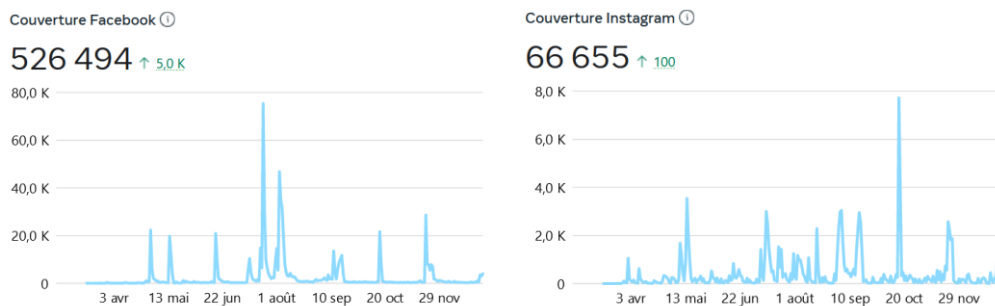 Couverture Facebook
526 494 ↑ 5,0 K
80,0 K
60,0 K
40,0 K
20,0 K
0
3 avr 13 mai 22 jun 1 août 10 sep 20 oct 29 nov
Couverture Instagram
66 655 ↑ 100
8,0 K
6,0 K
4,0 K
2,0 K
0
3 avr 13 mai 22 jun 1 août 10 sep 20 oct 29 nov